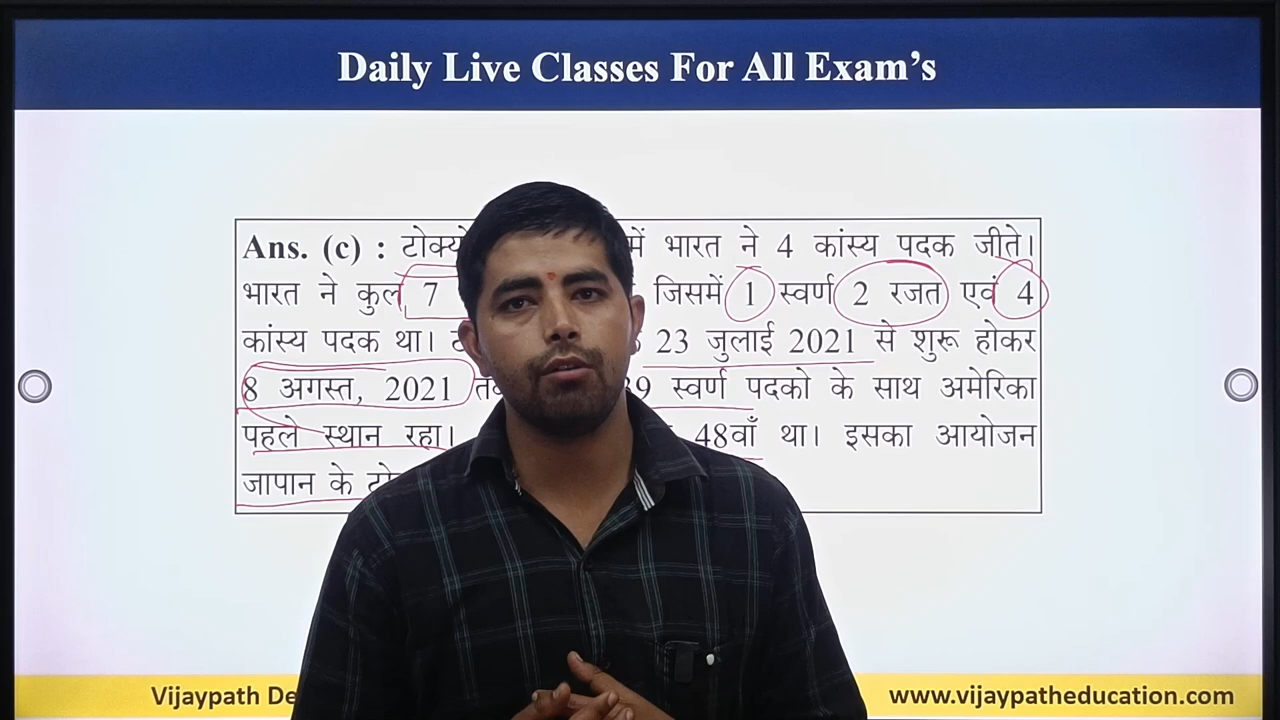 Daily Live Classes For All Exam's
Ans. (c) : में भारत ने 4 कांस्य पदक जीते।
भारत ने कुल 7 जिसमें 1 स्वर्ण 2 रजत एवं 4
कांस्य पदक था। 23 जुलाई 2021 से शुरू होकर
8 अगस्त, 2021 स्वर्ण पदको के साथ अमेरिका
पहले स्थान रहा। 48वाँ था। इसका आयोजन
जापान के
Vijaypath www.vijaypatheducation.com